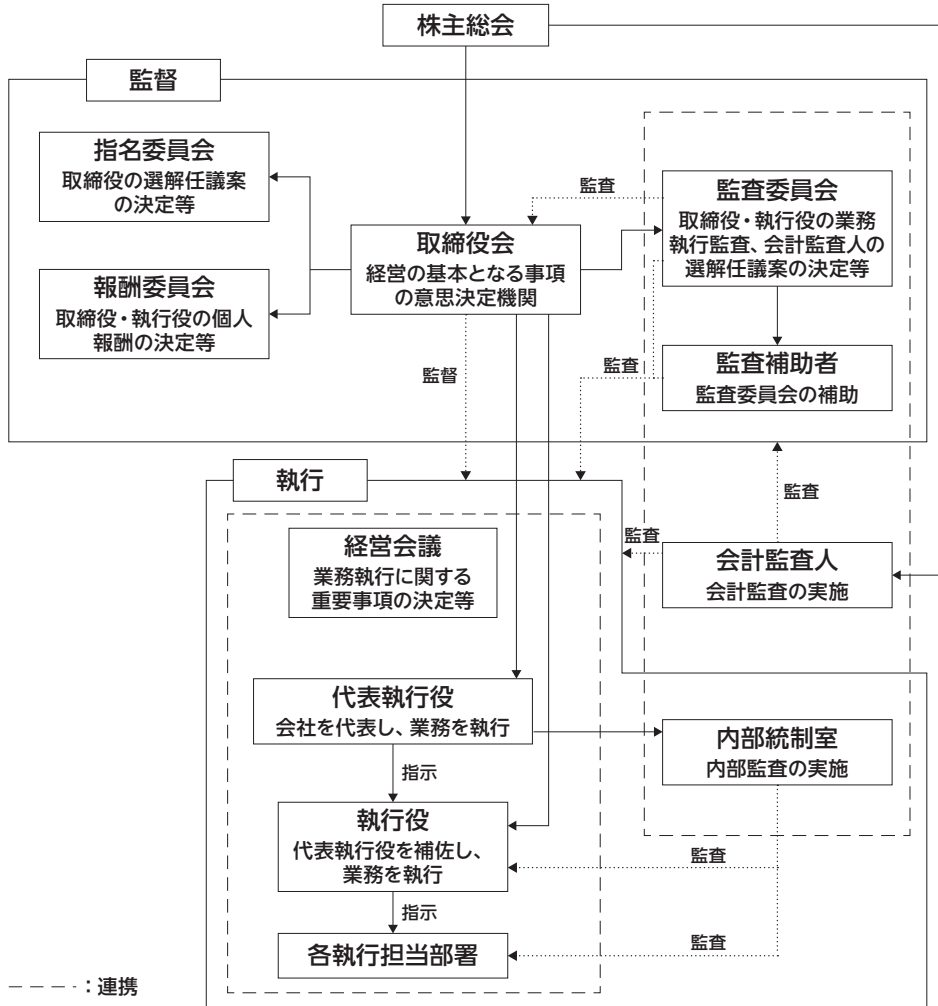 株主総会
監督
指名委員会
取締役の選解任議案
の決定等
報酬委員会
取締役・執行役の個人
報酬の決定等
監査
取締役会
経営の基本となる事項
の意思決定機関
監査委員会
取締役・執行役の業務
執行監査、会計監査人の
選解任議案の決定等
監督
監査
監査補助者
監査委員会の補助
執行
監査
経営会議
業務執行に関する
重要事項の決定等
監査
会計監査人
会計監査の実施
代表執行役
会社を代表し、業務を執行
内部統制室
内部監査の実施
指示
執行役
代表執行役を補佐し、
業務を執行
監査
指示
各執行担当部署
監査
：連携